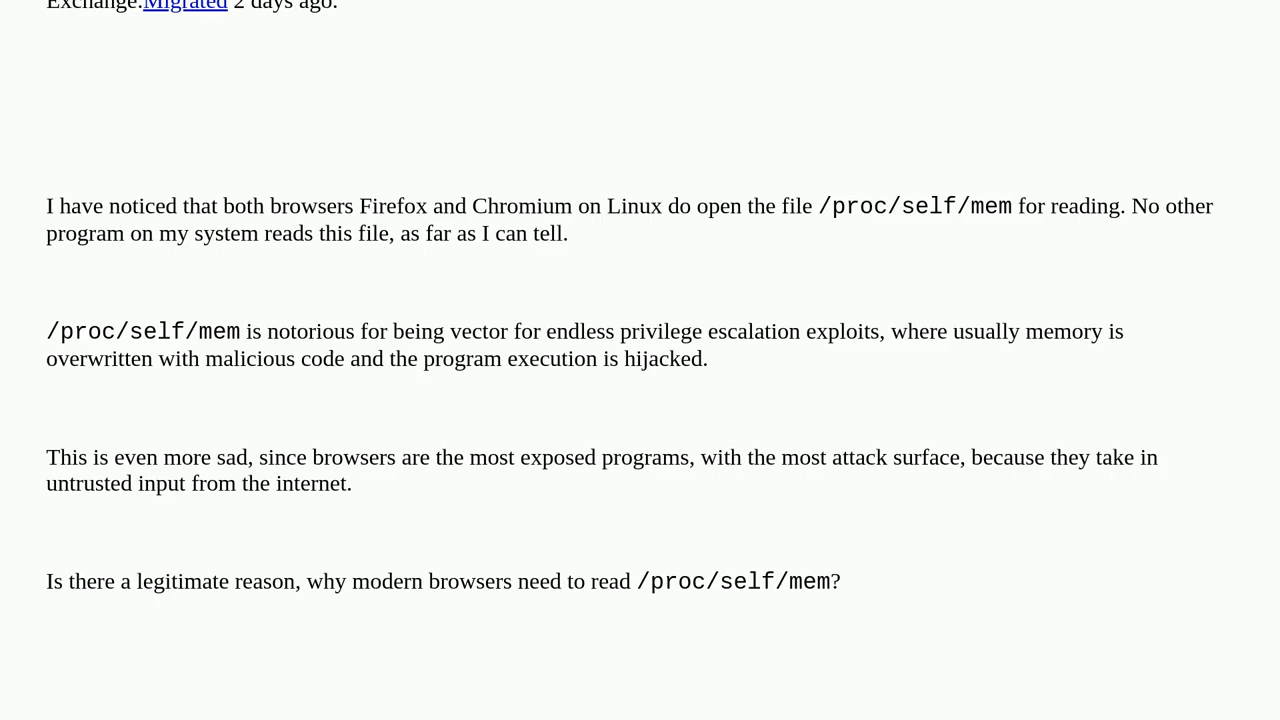 Exchange.Migrated 2 days ago.
I have noticed that both browsers Firefox and Chromium on Linux do open the file /proc/self/mem for reading. No other
program on my system reads this file, as far as I can tell.
/proc/self/mem is notorious for being vector for endless privilege escalation exploits, where usually memory is
overwritten with malicious code and the program execution is hijacked.
This is even more sad, since browsers are the most exposed programs, with the most attack surface, because they take in
untrusted input from the internet.
Is there a legitimate reason, why modern browsers need to read /proc/self/mem?